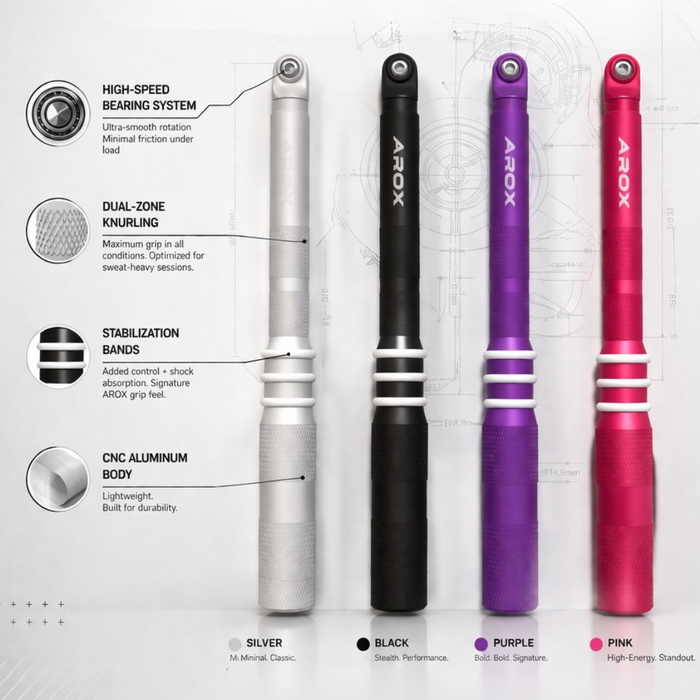 HIGH-SPEED
BEARING SYSTEM
Ultra-smooth rotation
Minimal friction under
load
DUAL-ZONE
KNURLING
Maximum grip in all
conditions. Optimized for
sweat-heavy sessions.
STABILIZATION
BANDS
Added control + shock
absorption. Signature
AROX grip feel.
CNC ALUMINUM
BODY
Lightweight.
Built for durability.
AROX
AROX
AROX
AROX
SILVER
Mi Mininal. Classic.
BLACK
Stealth. Performance.
PURPLE
Bold. Bold. Signature.
PINK
High-Energy. Standout.